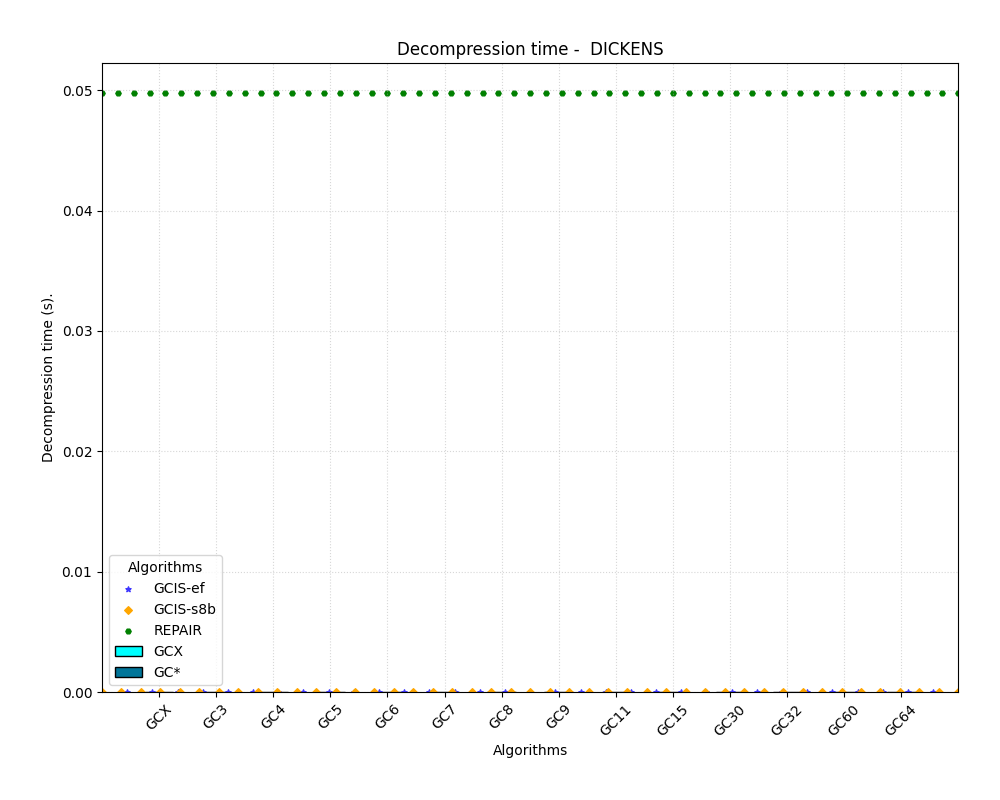 Decompression time - DICKENS
0.05
0.04
0.03
0.02
0.01
0.00
Decompression time (s).
Algorithms
GCIS-ef
GCIS-s8b
REPAIR
GCX
GC*
GCX
GC3
GC4
GC5
GC6
GC7
GC8
GC9
GC11
GC15
GC30
GC32
GC60
GC64
Algorithms